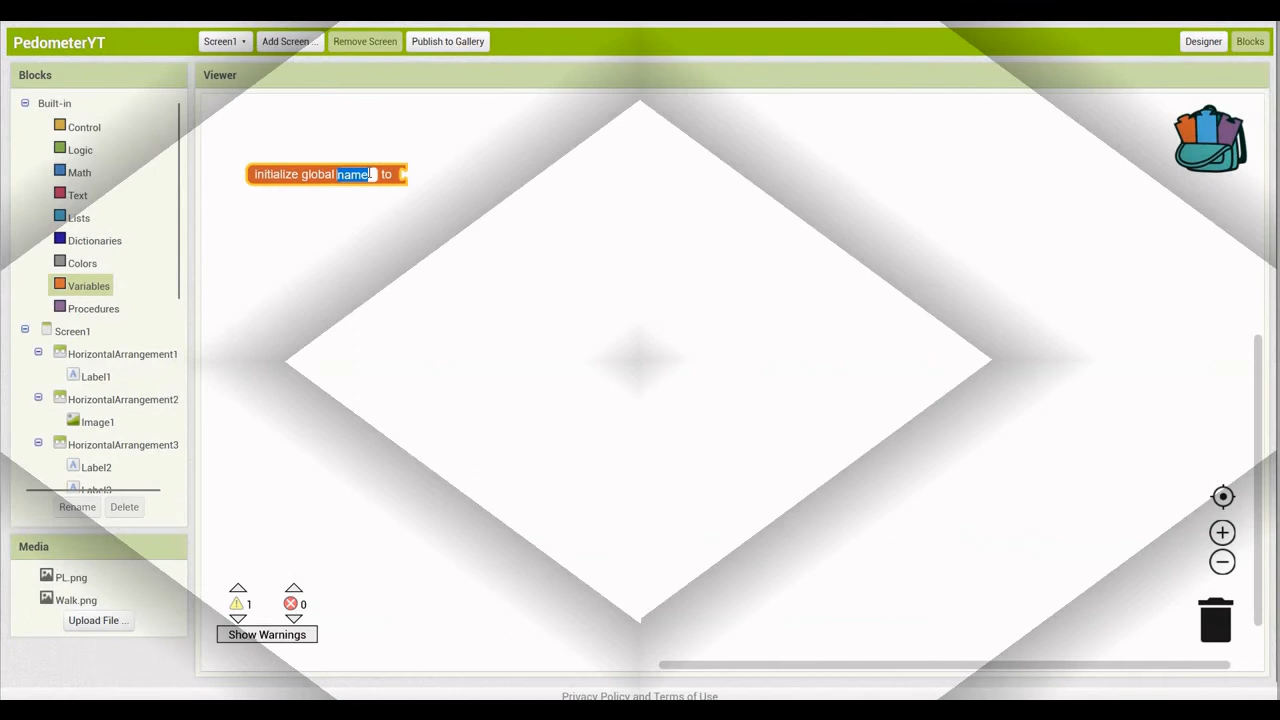 PedometerYT
Screen1
Add Screen ...
Remove Screen
Publish to Gallery
Designer
Blocks
Blocks
Viewer
Built-in
Control
Logic
Math
Text
Lists
Dictionaries
Colors
Variables
Procedures
Screen1
HorizontalArrangement1
Label1
HorizontalArrangement2
Image1
HorizontalArrangement3
Label2
Label3
Rename
Delete
Media
PL.png
Walk.png
Upload File ...
initialize global name to
1
0
Show Warnings
Privacy Policy and Terms of Use